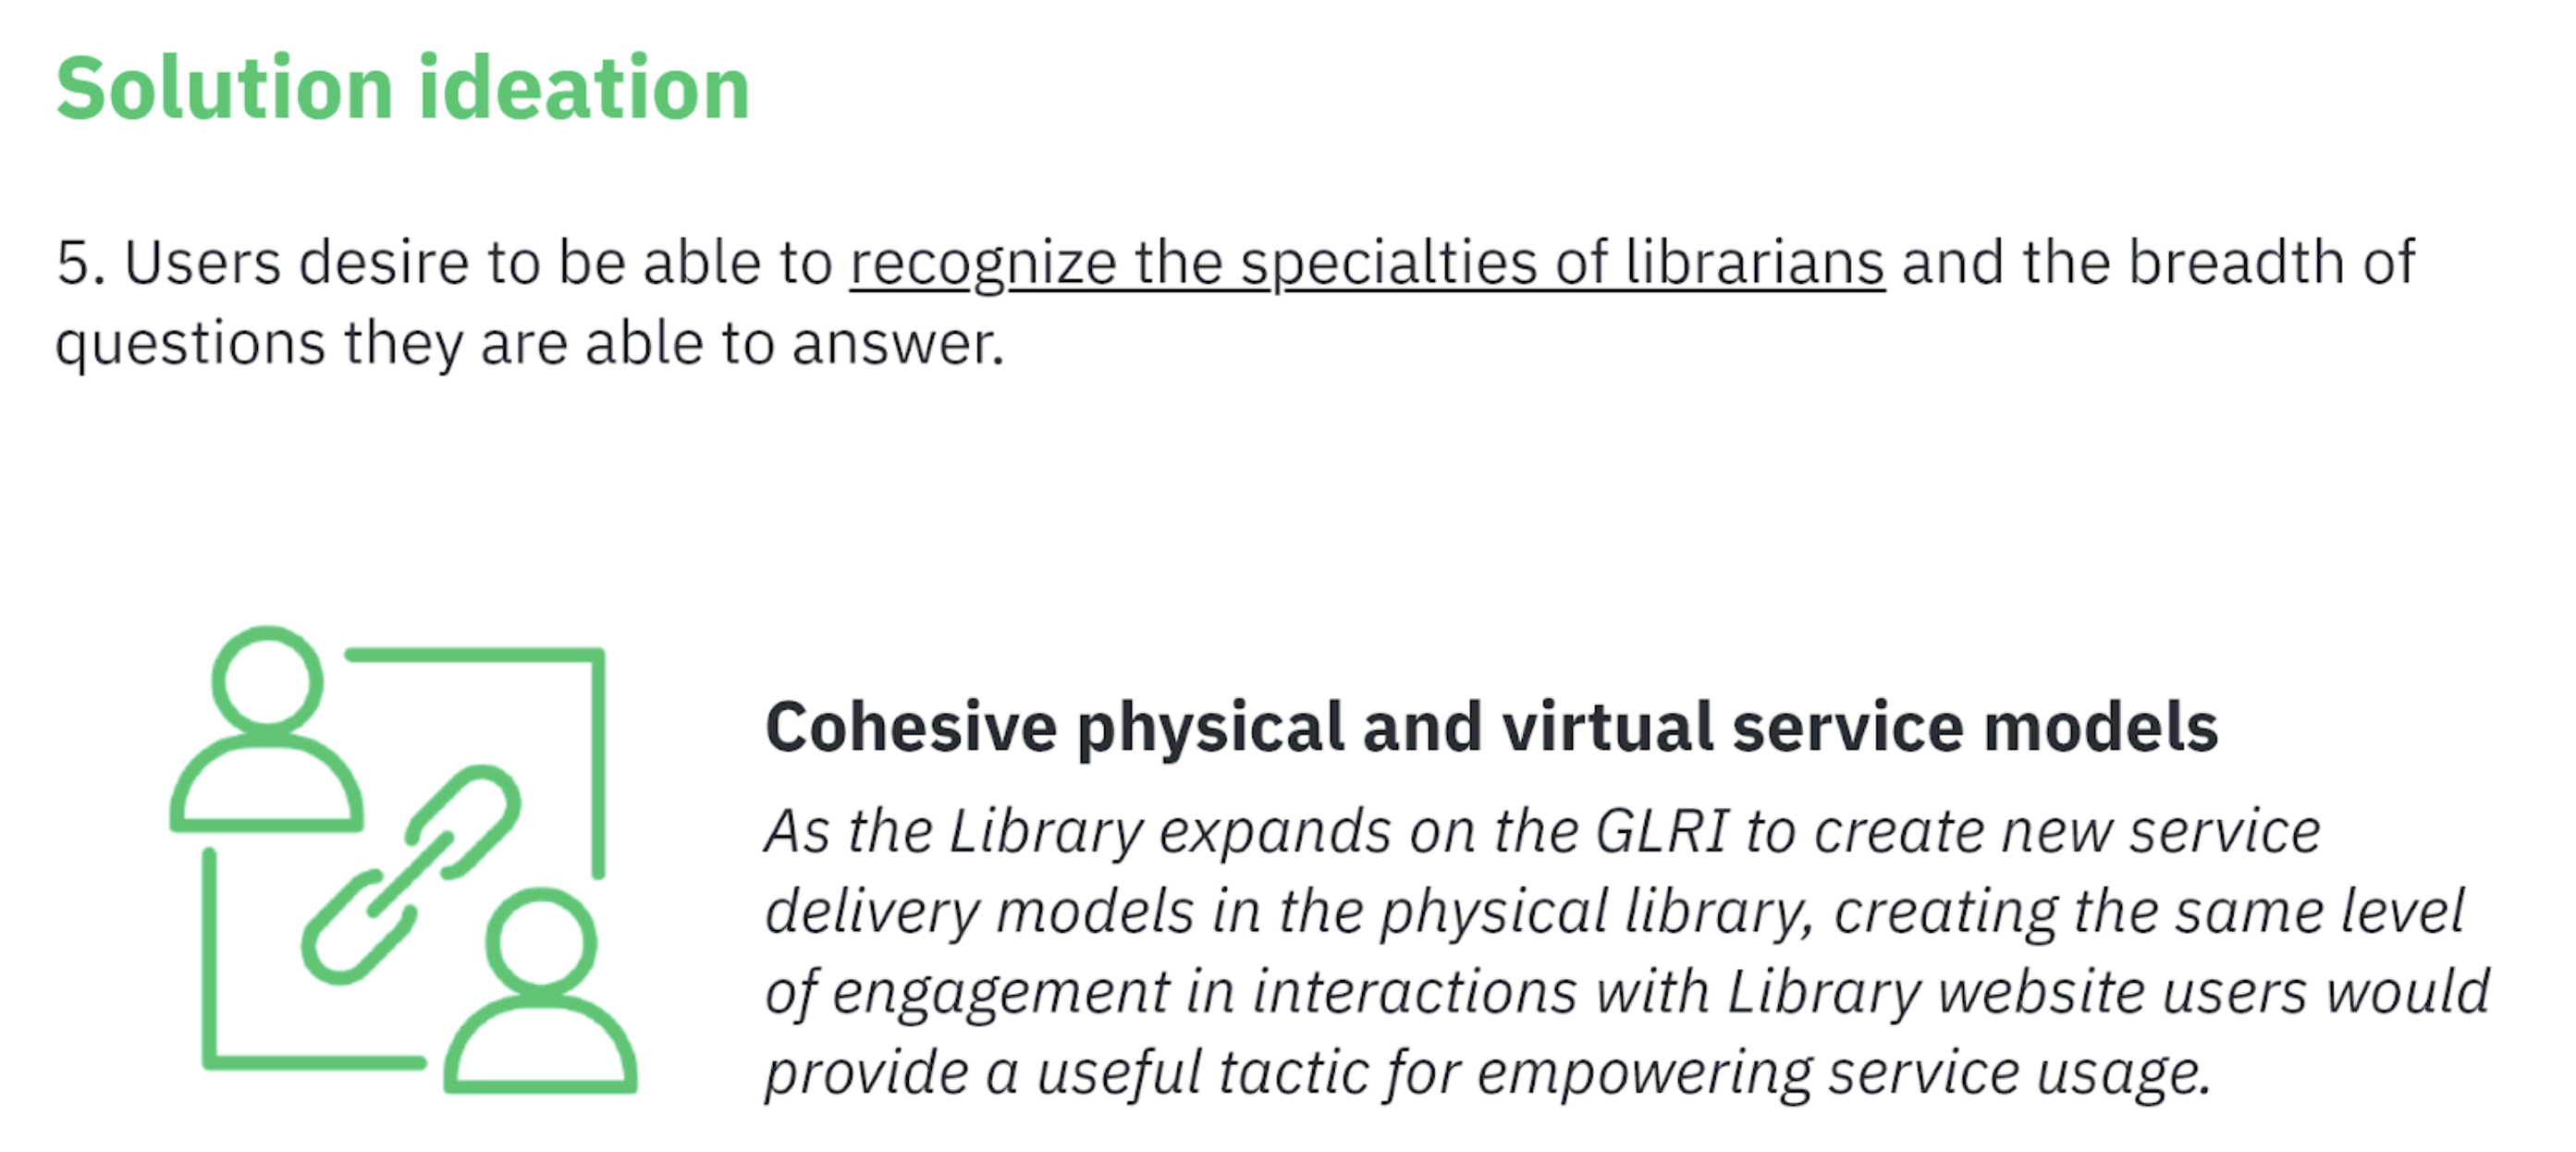 Solution ideation
5. Users desire to be able to recognize the specialties of librarians and the breadth of
questions they are able to answer.
Cohesive physical and virtual service models
As the Library expands on the GLRI to create new service
delivery models in the physical library, creating the same level
of engagement in interactions with Library website users would
provide a useful tactic for empowering service usage.